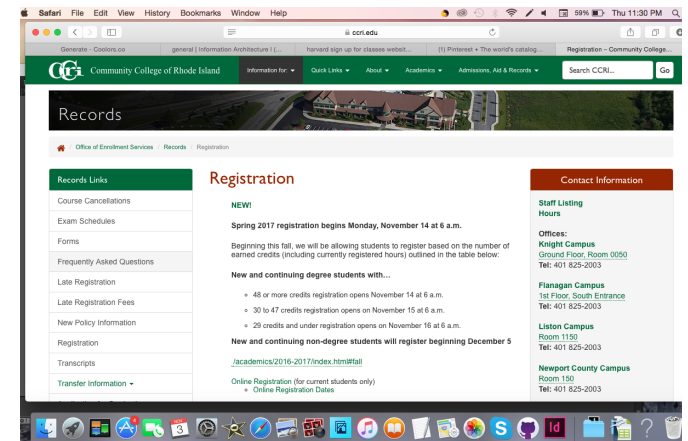 Safari File Edit View History Bookmarks Window Help 59% Thu 11:30 PM
ccri.edu
Generate - Coolors.co general | Information Architecture | (... harvard sign up for classes websit... (1) Pinterest • The world's catalog... Registration – Community College...
CCRI Community College of Rhode Island Information for: Quick Links About Academics Admissions, Aid & Records Search CCRI... Go
Records
/ Office of Enrollment Services / Records / Registration
Records Links
Course Cancellations
Exam Schedules
Forms
Frequently Asked Questions
Late Registration
Late Registration Fees
New Policy Information
Registration
Transcripts
Transfer Information
Registration
NEW!
Spring 2017 registration begins Monday, November 14 at 6 a.m.
Beginning this fall, we will be allowing students to register based on the number of
earned credits (including currently registered hours) outlined in the table below:
New and continuing degree students with…
48 or more credits registration opens November 14 at 6 a.m.
30 to 47 credits registration opens on November 15 at 6 a.m.
29 credits and under registration opens on November 16 at 6 a.m.
New and continuing non-degree students will register beginning December 5
./academics/2016-2017/index.html#fall
Online Registration (for current students only)
Online Registration Dates
Contact Information
Staff Listing
Hours
Offices:
Knight Campus
Ground Floor, Room 0050
Tel: 401 825-2003
Flanagan Campus
1st Floor, South Entrance
Tel: 401 825-2003
Liston Campus
Room 1150
Tel: 401 825-2003
Newport County Campus
Room 150
Tel: 401 825-2003
3
S
Id
?